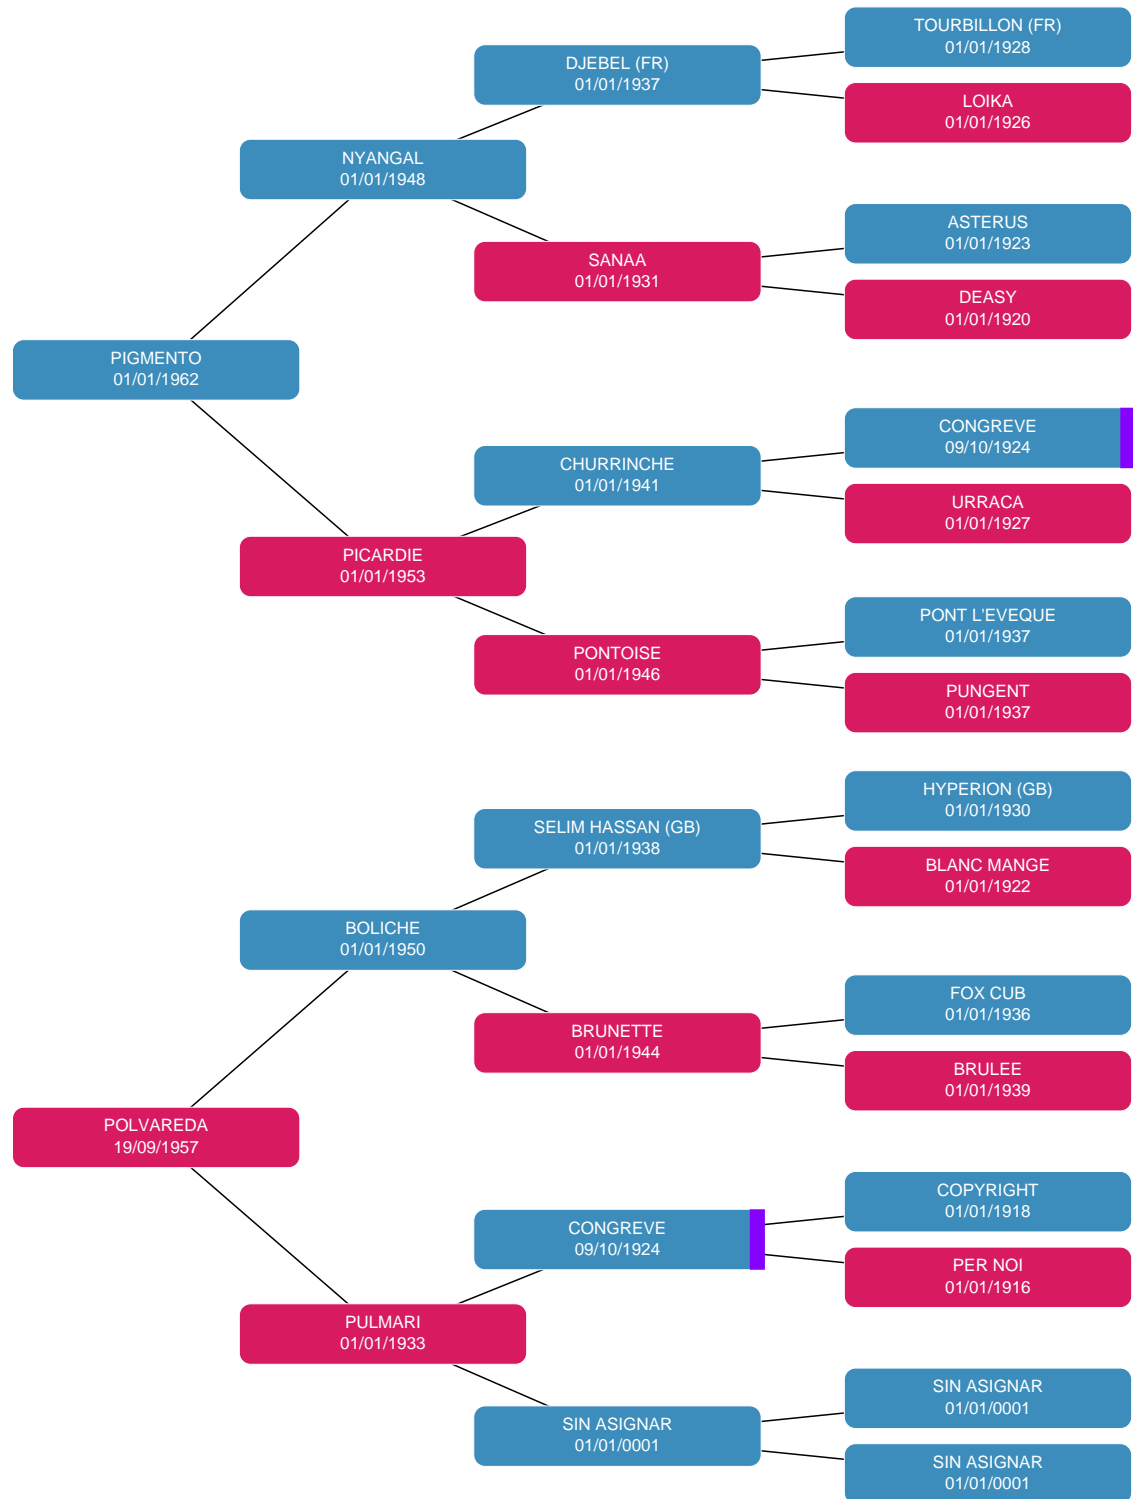 TOURBILLON (FR)
01/01/1928
DJEBEL (FR)
01/01/1937
LOIKA
01/01/1926
NYANGAL
01/01/1948
ASTERUS
01/01/1923
SANAA
01/01/1931
DEASY
01/01/1920
PIGMENTO
01/01/1962
CONGREVE
09/10/1924
CHURRINCHE
01/01/1941
URRACA
01/01/1927
PICARDIE
01/01/1953
PONT L'EVEQUE
01/01/1937
PONTOISE
01/01/1946
PUNGENT
01/01/1937
HYPERION (GB)
01/01/1930
SELIM HASSAN (GB)
01/01/1938
BLANC MANGE
01/01/1922
BOLICHE
01/01/1950
FOX CUB
01/01/1936
BRUNETTE
01/01/1944
BRULEE
01/01/1939
POLVAREDA
19/09/1957
COPYRIGHT
01/01/1918
CONGREVE
09/10/1924
PER NOI
01/01/1916
PULMARI
01/01/1933
SIN ASIGNAR
01/01/0001
SIN ASIGNAR
01/01/0001
SIN ASIGNAR
01/01/0001